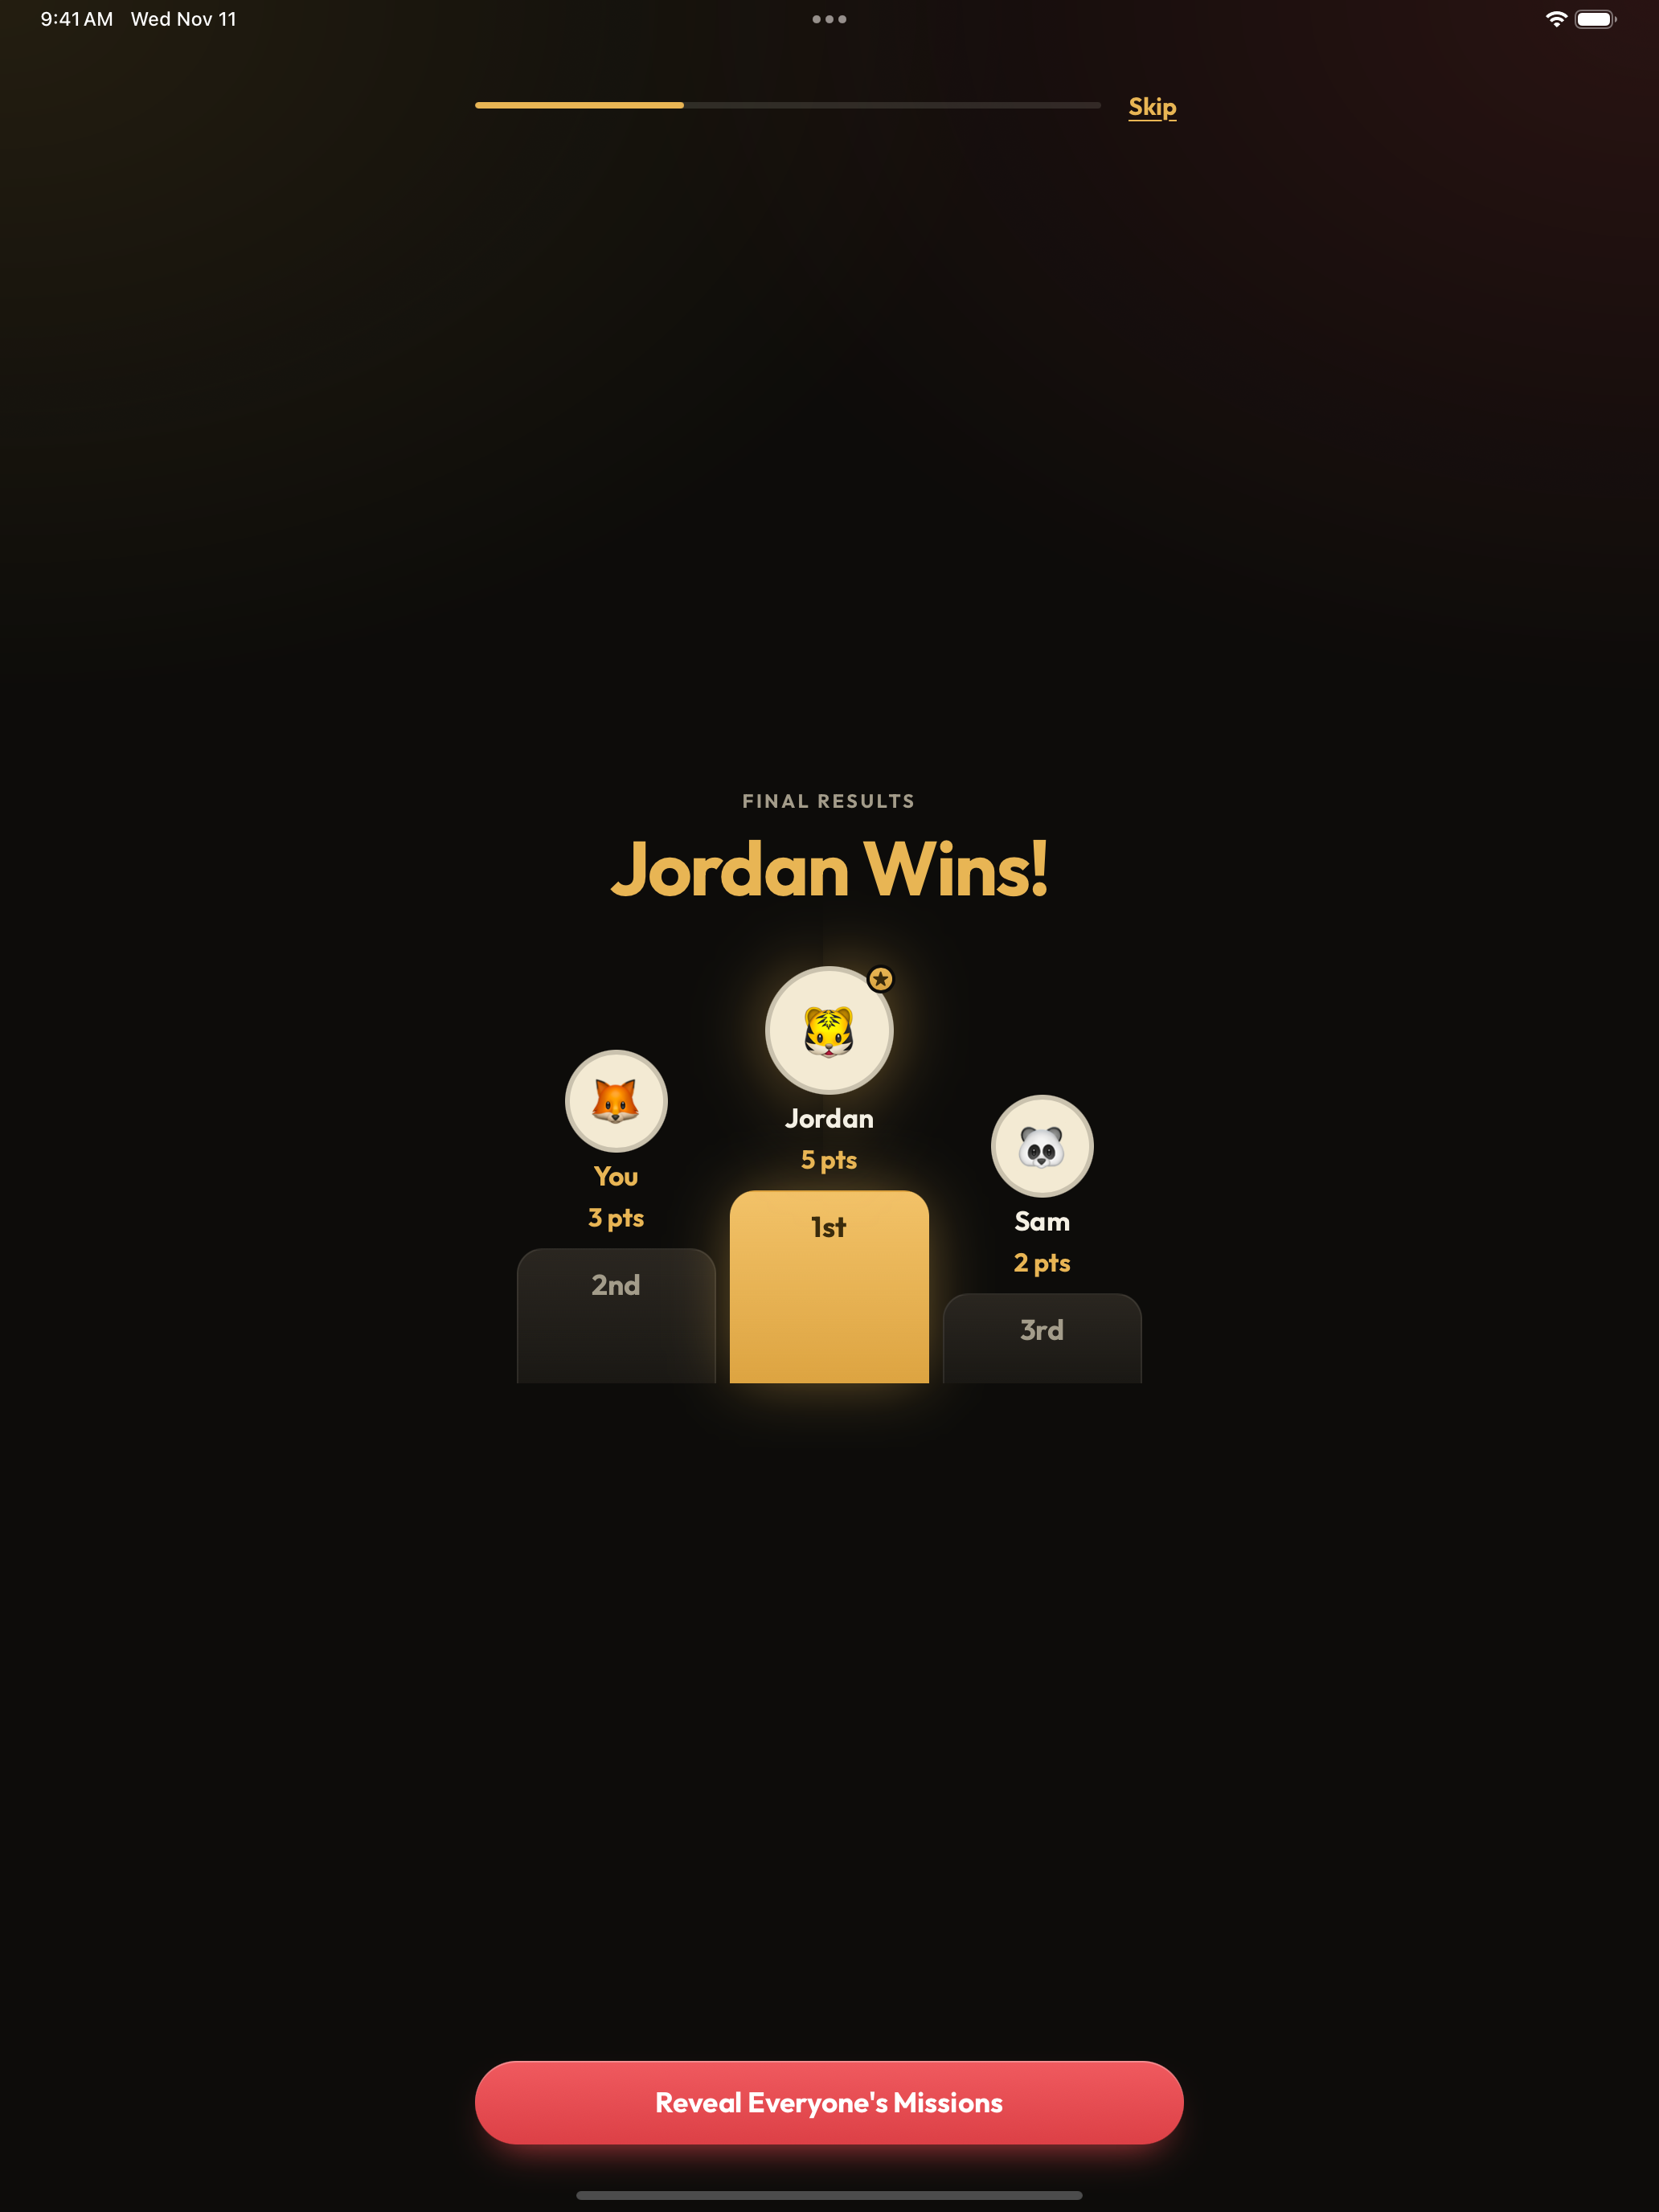 9:41 AM Wed Nov 11
Skip
FINAL RESULTS
Jordan Wins!
Jordan
5 pts
1st
You
3 pts
2nd
Sam
2 pts
3rd
Reveal Everyone's Missions